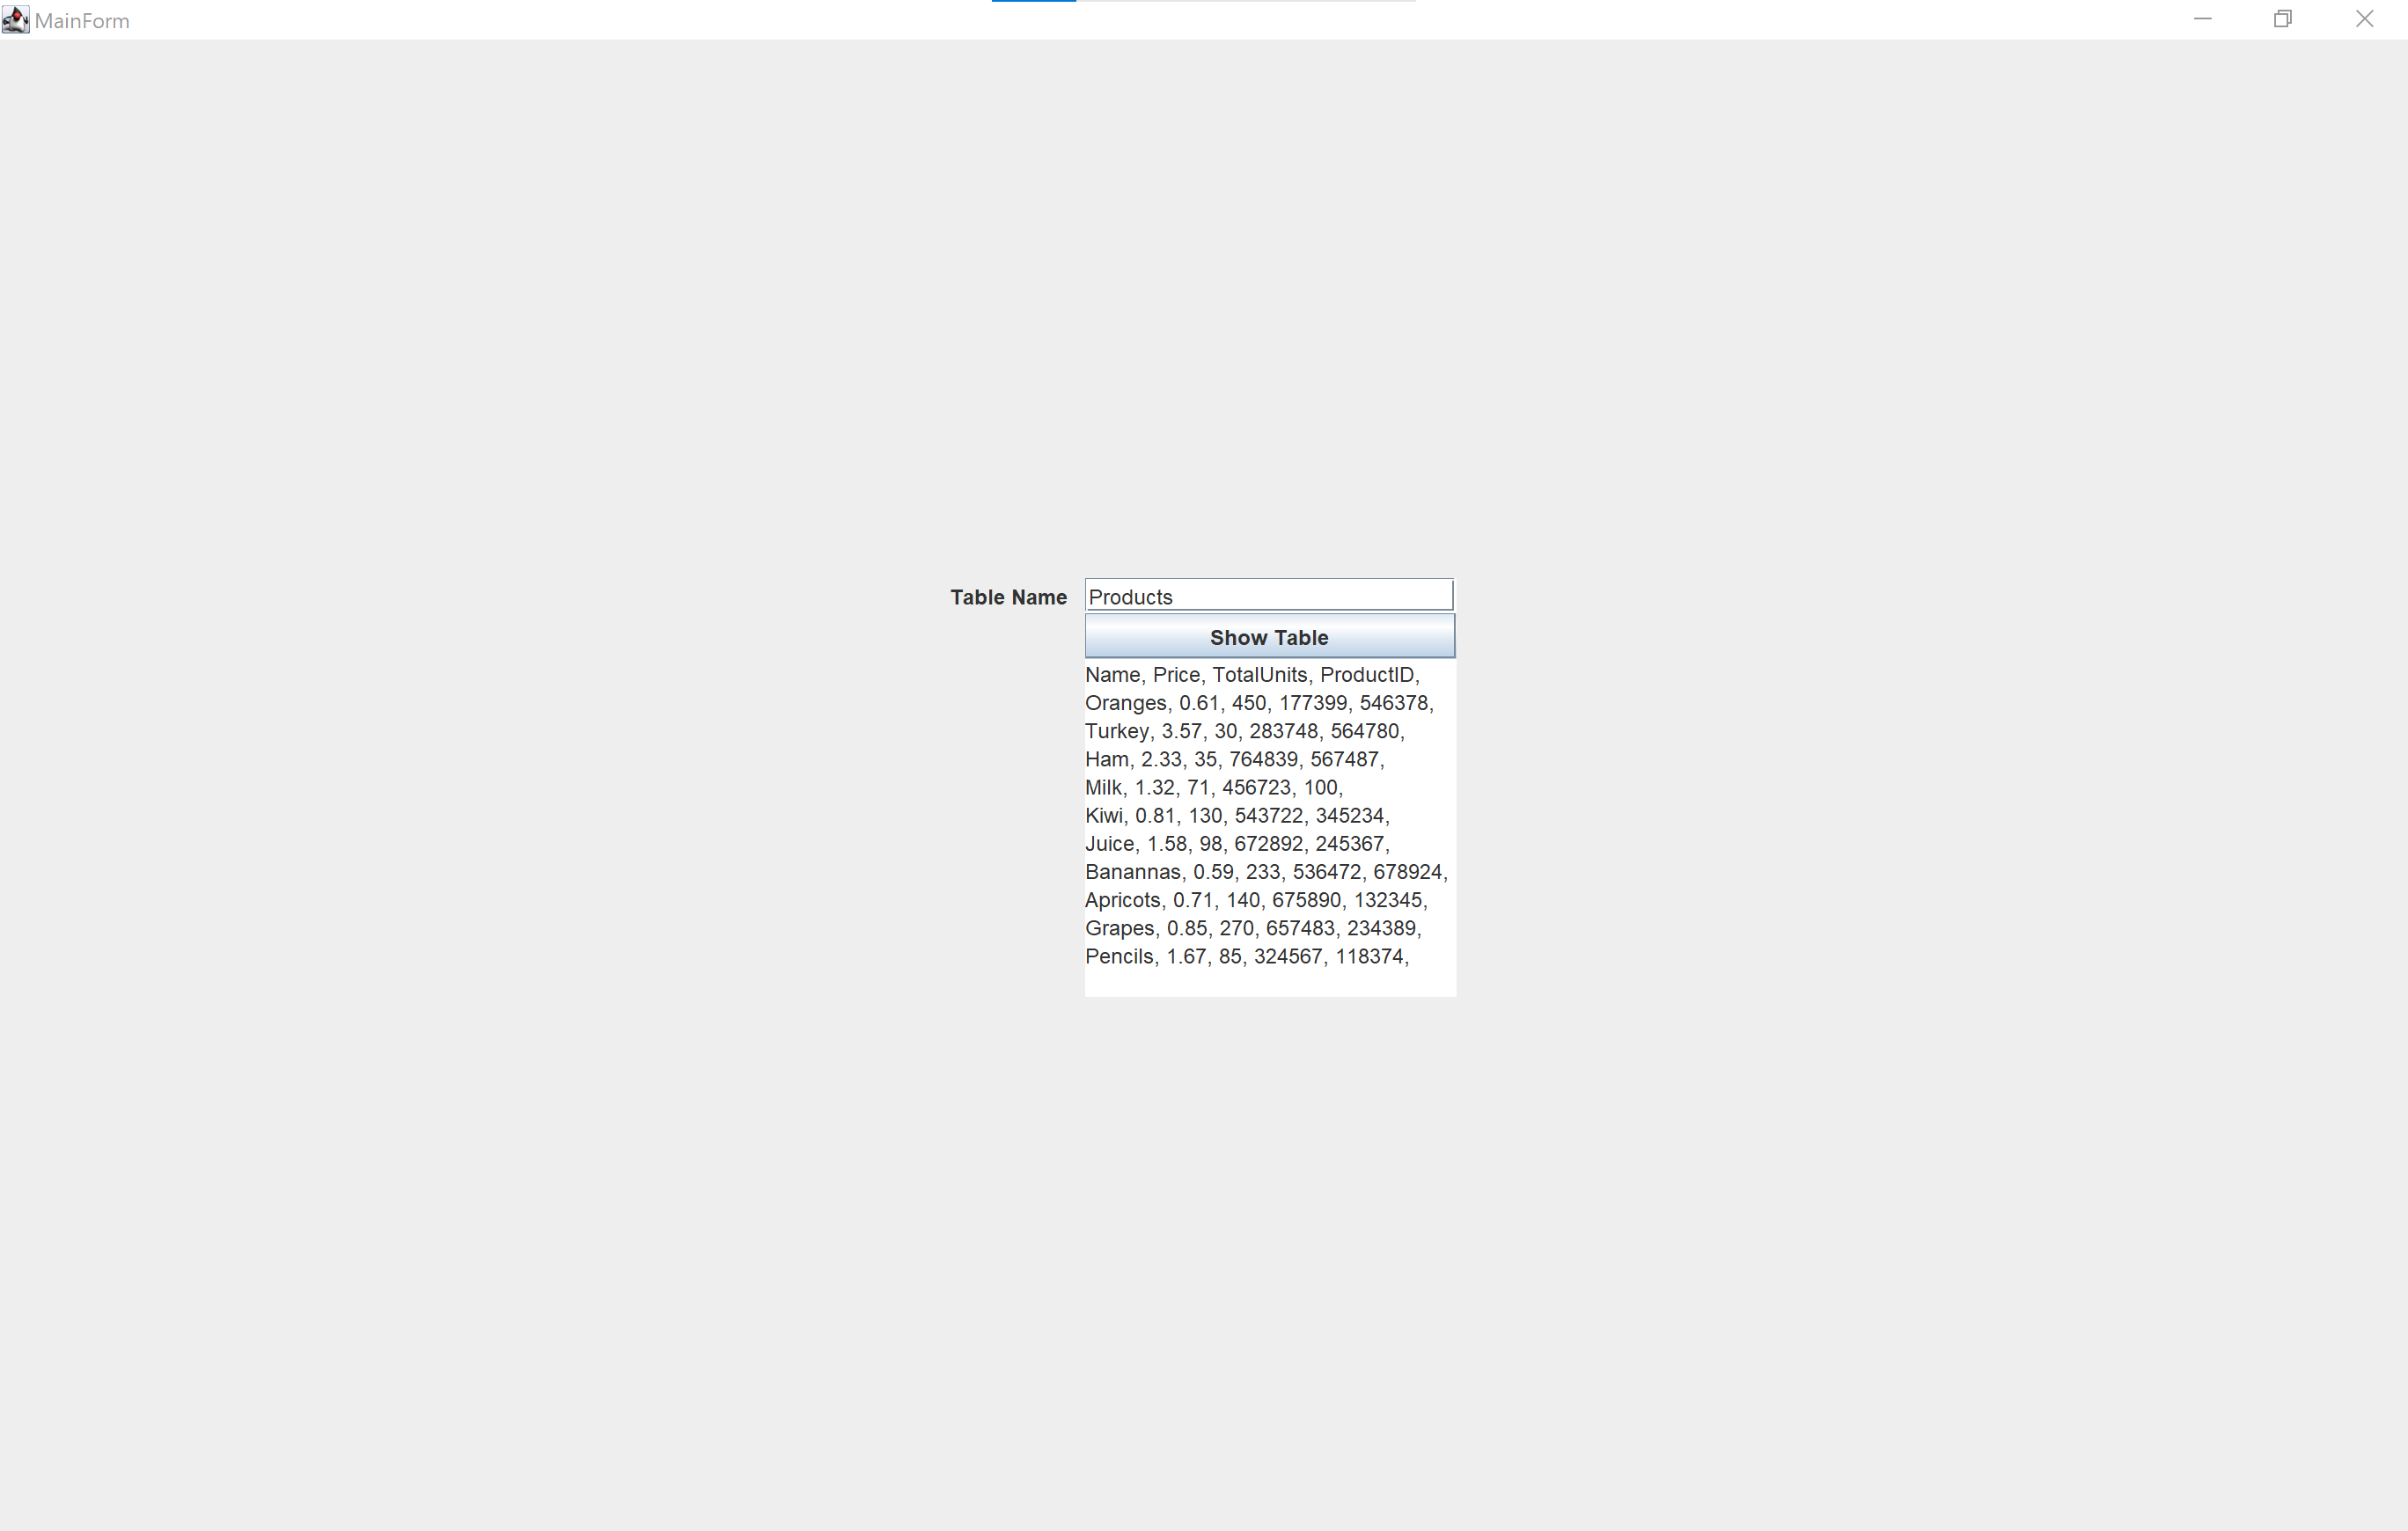 MainForm
Table Name Products
Show Table
Name, Price, TotalUnits, ProductID,
Oranges, 0.61, 450, 177399, 546378,
Turkey, 3.57, 30, 283748, 564780,
Ham, 2.33, 35, 764839, 567487,
Milk, 1.32, 71, 456723, 100,
Kiwi, 0.81, 130, 543722, 345234,
Juice, 1.58, 98, 672892, 245367,
Banannas, 0.59, 233, 536472, 678924,
Apricots, 0.71, 140, 675890, 132345,
Grapes, 0.85, 270, 657483, 234389,
Pencils, 1.67, 85, 324567, 118374,